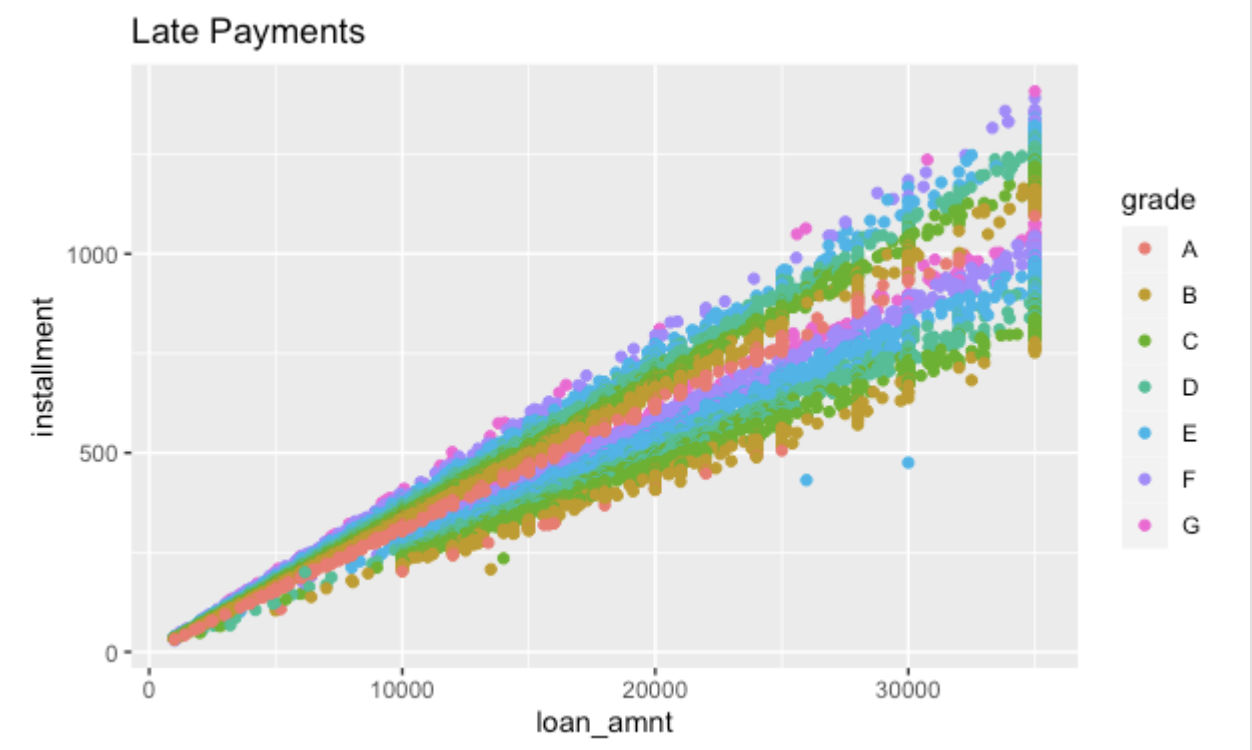 Late Payments
1000
500
0
installment
0 10000 20000 30000
loan_amnt
grade
A
B
C
D
E
F
G